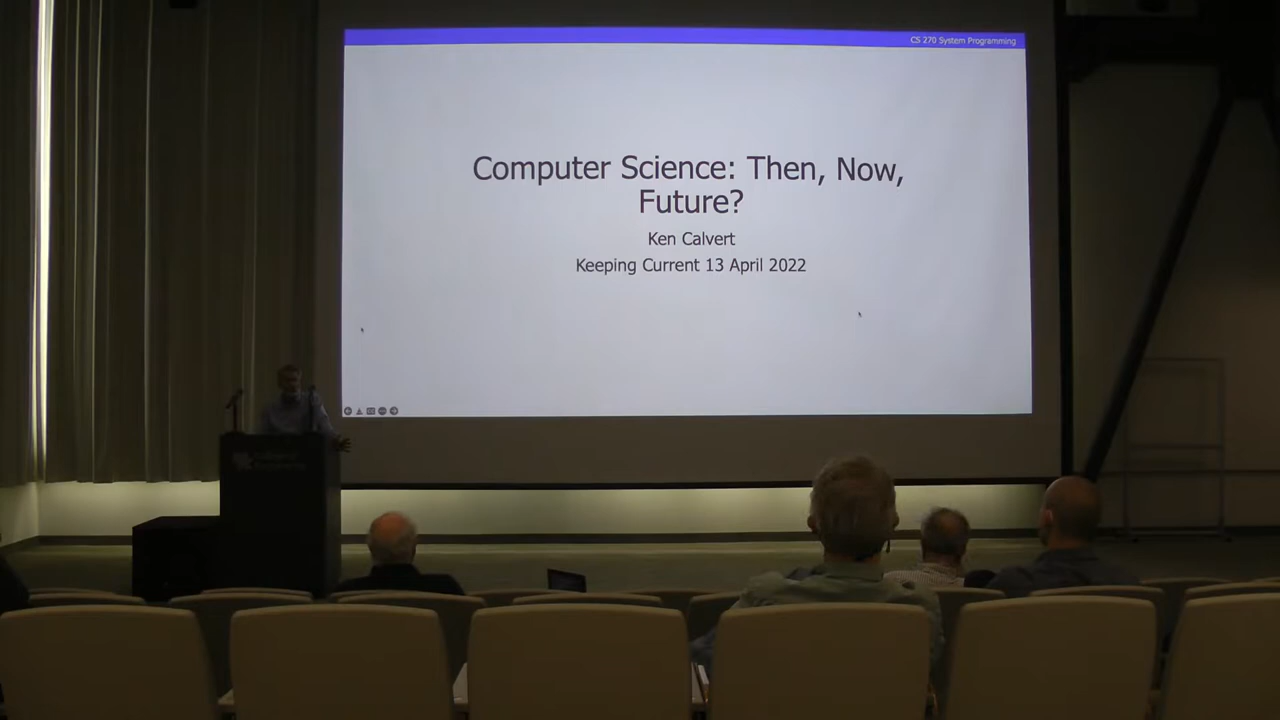 CS 270 System Programming
Computer Science: Then, Now,
Future?
Ken Calvert
Keeping Current 13 April 2022